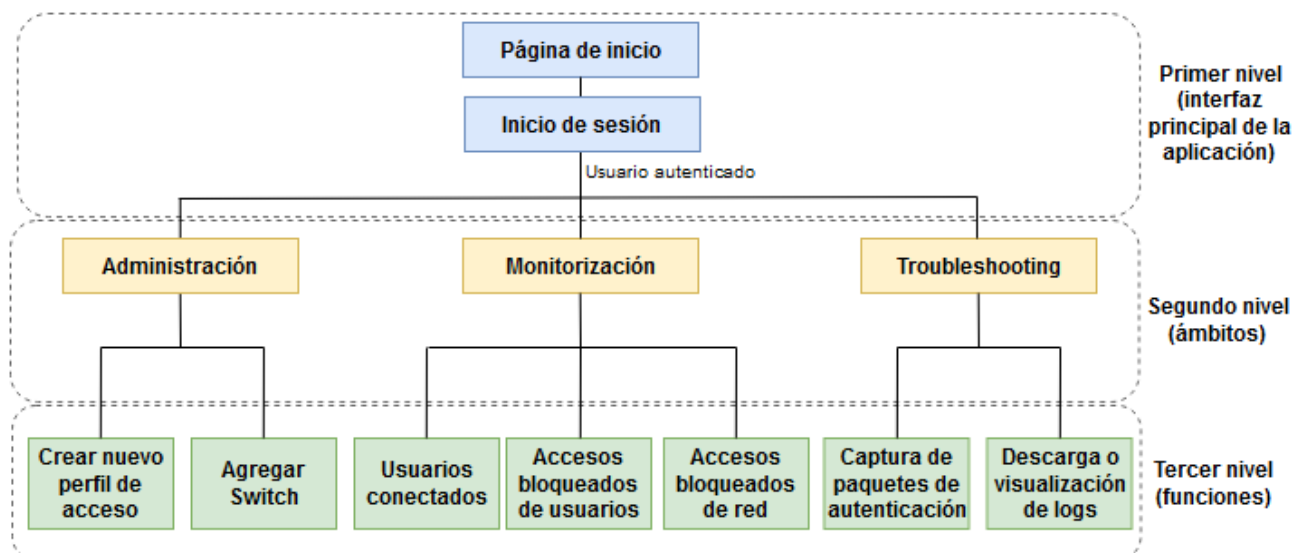 Página de inicio
Primer nivel
(interfaz
principal de la
aplicación)
Inicio de sesión
Usuario autenticado
Administración
Monitorización
Troubleshooting
Segundo nivel
(ámbitos)
Crear nuevo
perfil de
acceso
Agregar
Switch
Usuarios
conectados
Accesos
bloqueados
de usuarios
Accesos
bloqueados
de red
Captura de
paquetes de
autenticación
Descarga o
visualización
de logs
Tercer nivel
(funciones)